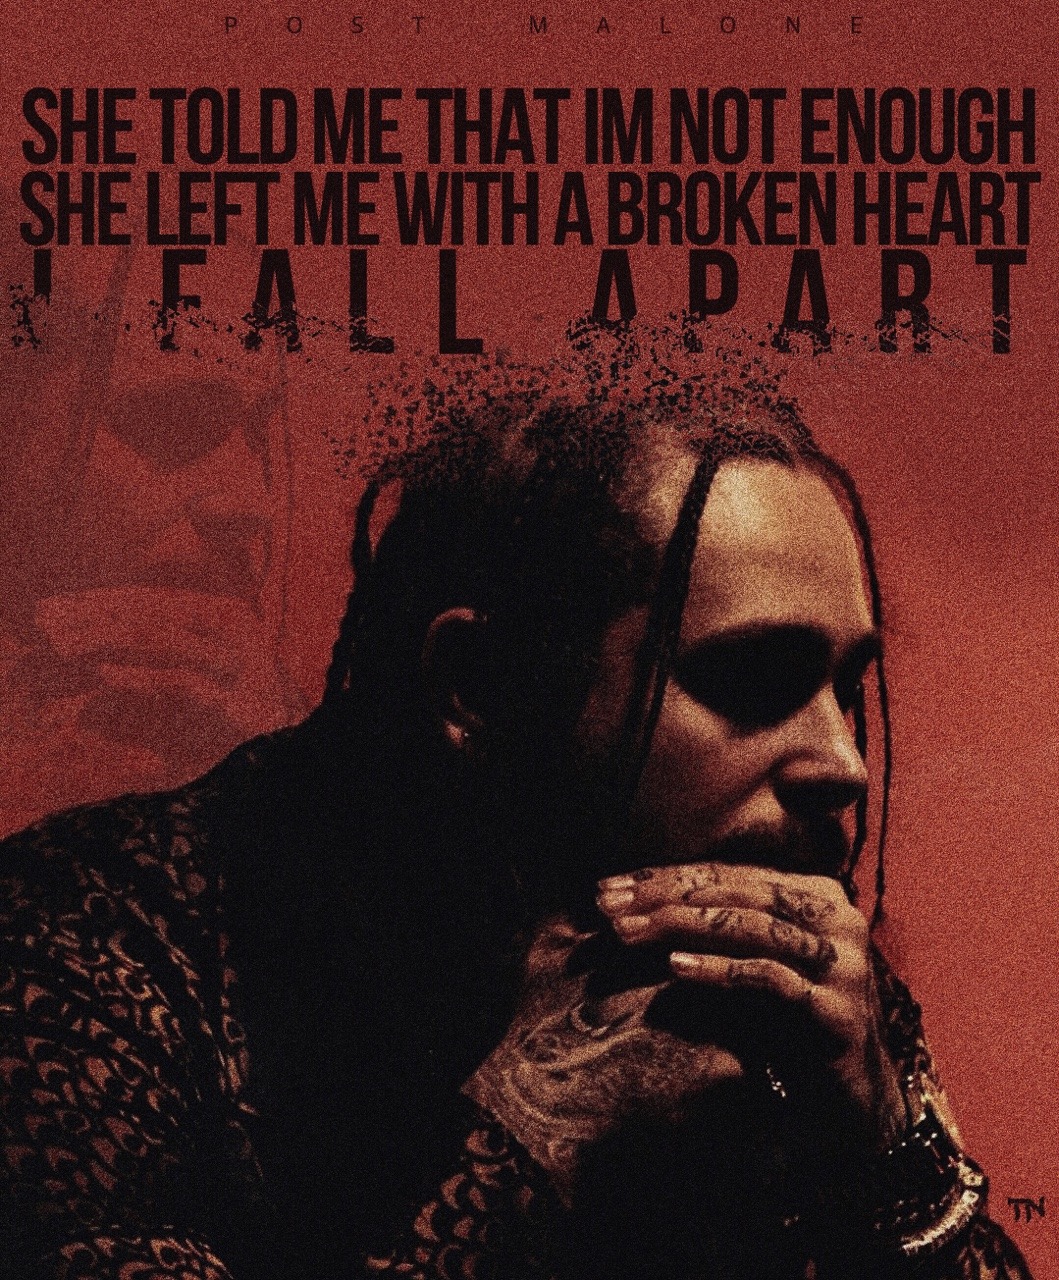 POST MALONE
SHE TOLD ME THAT IM NOT ENOUGH
SHE LEFT ME WITH A BROKEN HEART
I FALL APART
TN